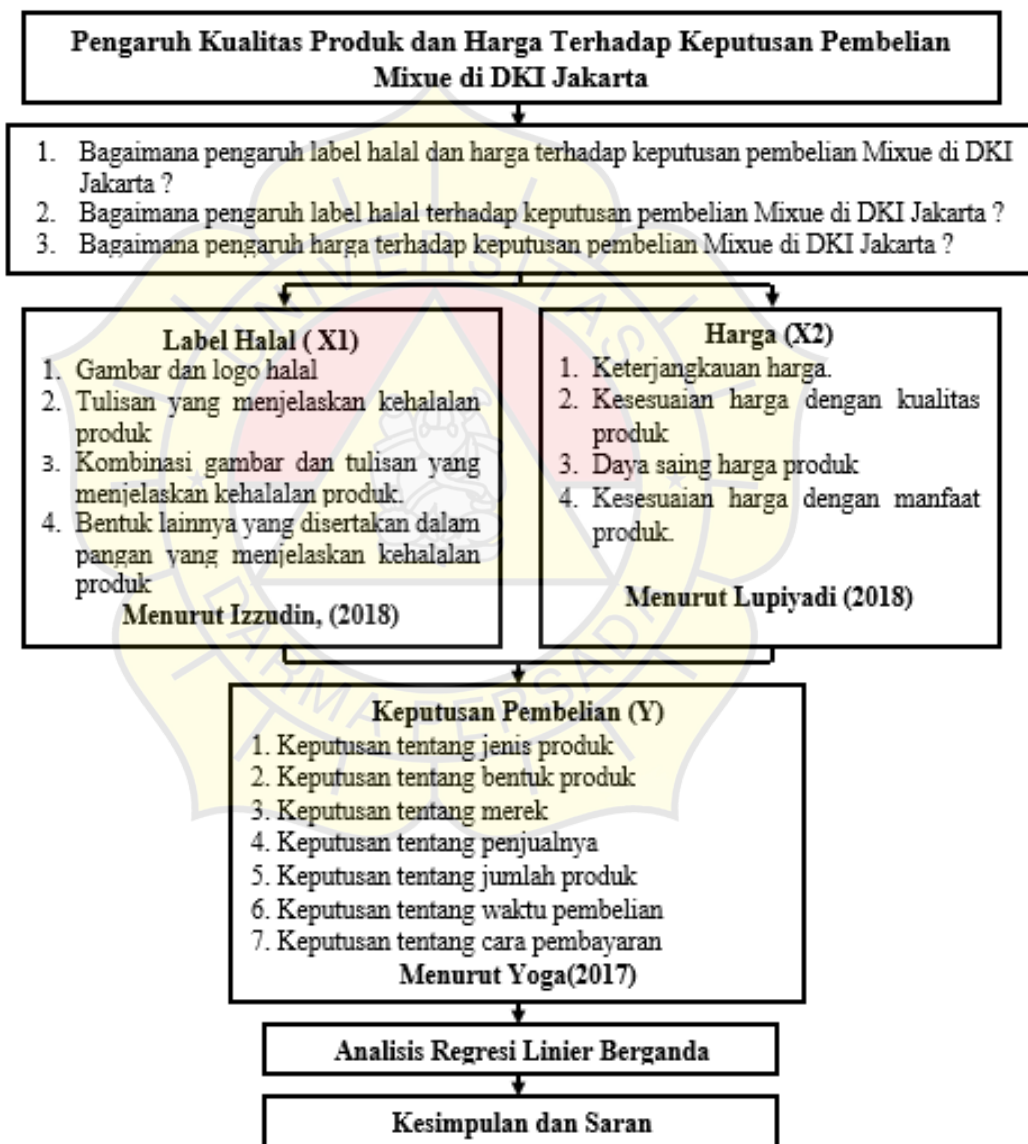 Pengaruh Kualitas Produk dan Harga Terhadap Keputusan Pembelian
Mixue di DKI Jakarta
1. Bagaimana pengaruh label halal dan harga terhadap keputusan pembelian Mixue di DKI
Jakarta ?
2. Bagaimana pengaruh label halal terhadap keputusan pembelian Mixue di DKI Jakarta ?
3. Bagaimana pengaruh harga terhadap keputusan pembelian Mixue di DKI Jakarta ?
Label Halal ( X1)
1. Gambar dan logo halal
2. Tulisan yang menjelaskan kehalalan
produk
3. Kombinasi gambar dan tulisan yang
menjelaskan kehalalan produk.
4. Bentuk lainnya yang disertakan dalam
pangan yang menjelaskan kehalalan
produk
Menurut Izzudin, (2018)
Harga (X2)
1. Keterjangkauan harga.
2. Kesesuaian harga dengan kualitas
produk
3. Daya saing harga produk
4. Kesesuaian harga dengan manfaat
produk.
Menurut Lupiyadi (2018)
Keputusan Pembelian (Y)
1. Keputusan tentang jenis produk
2. Keputusan tentang bentuk produk
3. Keputusan tentang merek
4. Keputusan tentang penjualnya
5. Keputusan tentang jumlah produk
6. Keputusan tentang waktu pembelian
7. Keputusan tentang cara pembayaran
Menurut Yoga(2017)
Analisis Regresi Linier Berganda
Kesimpulan dan Saran
UNIVERSITAS
DARMA PERSADA